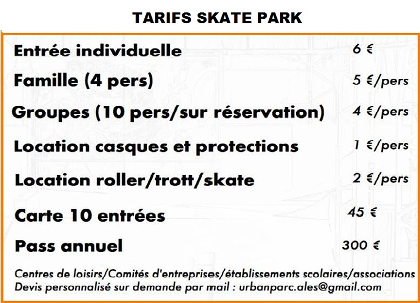 TARIFS SKATE PARK
Entrée individuelle 6 €
Famille (4 pers) 5 €/pers
Groupes (10 pers/sur réservation) 4 €/pers
Location casques et protections 1 €/pers
Location roller/trott/skate 2 €/pers
Carte 10 entrées 45 €
Pass annuel 300 €
Centres de loisirs/Comités d'entreprises/établissements scolaires/associations
Devis personnalisé sur demande par mail : urbanparc.ales@gmail.com